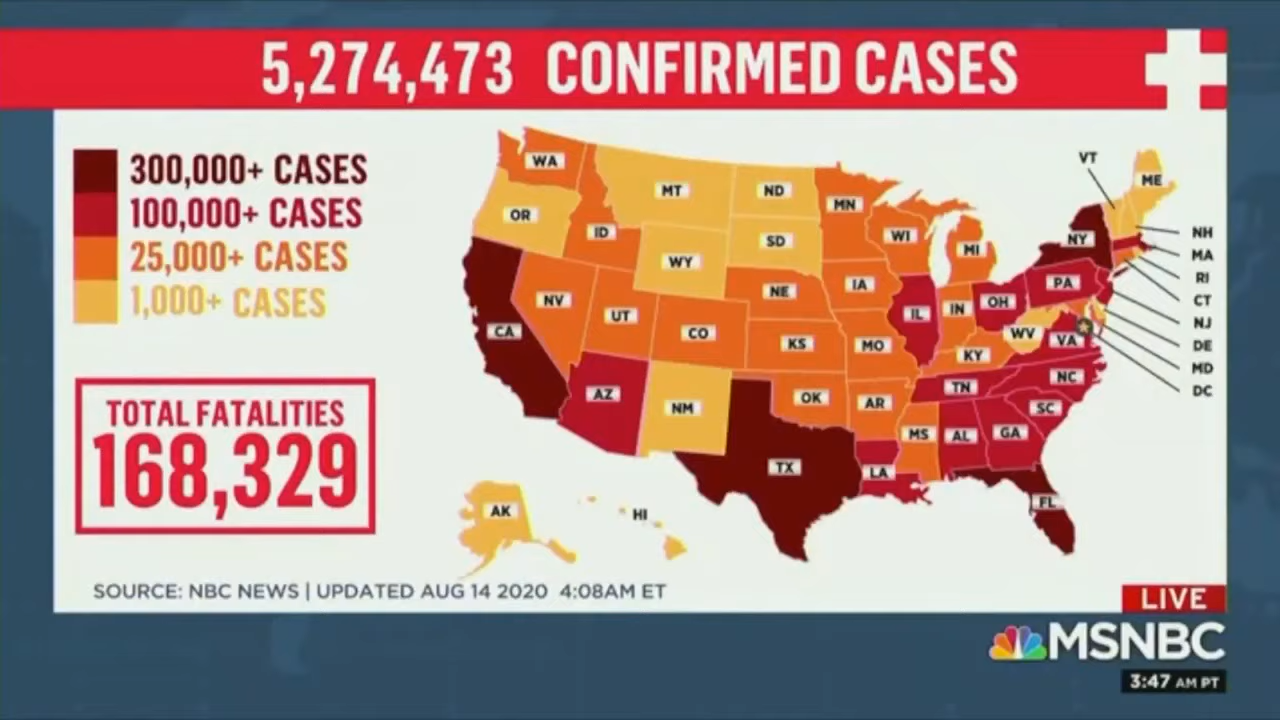 5,274,473 CONFIRMED CASES
300,000+ CASES
100,000+ CASES
25,000+ CASES
1,000+ CASES
TOTAL FATALITIES
168,329
WA
MT
ND
MN
OR
ID
SD
WI
MI
WY
NV
UT
CO
NE
IA
KS
MO
IL
IN
OH
PA
NY
VT
ME
NH
MA
RI
CT
NJ
DE
MD
DC
CA
AZ
NM
OK
AR
KY
WV
VA
TN
NC
SC
MS
AL
GA
TX
LA
FL
AK
HI
SOURCE: NBC NEWS | UPDATED AUG 14 2020 4:08AM ET
LIVE
MSNBC
3:47 AM PT